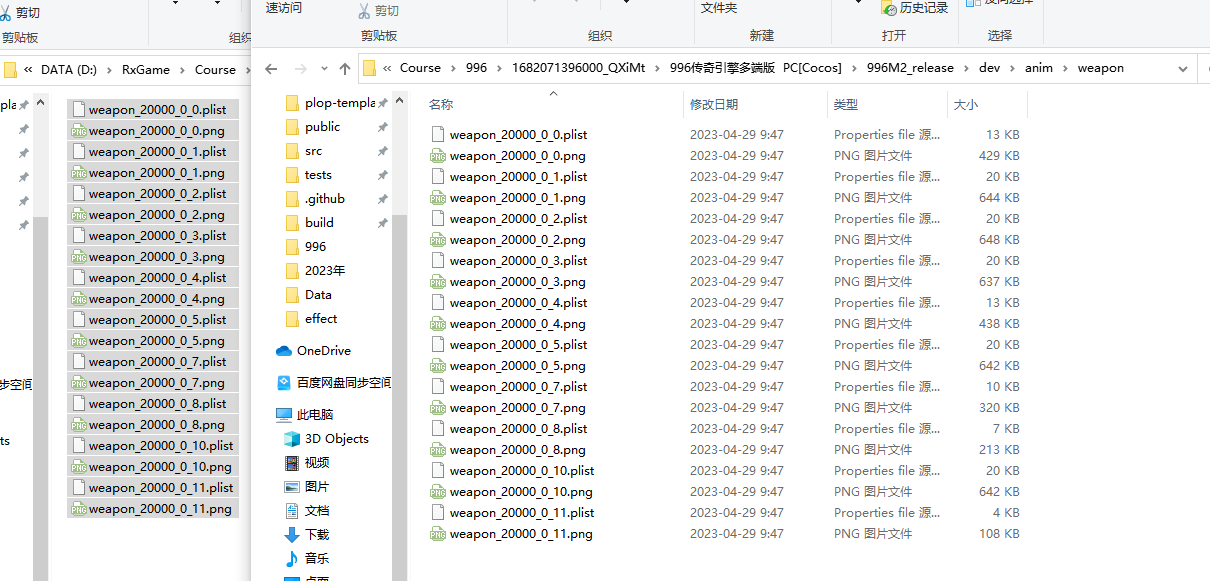 剪切
剪贴板
组织
« DATA (D:) › RxGame › Course ›
weapon_20000_0_0.plist
weapon_20000_0_0.png
weapon_20000_0_1.plist
weapon_20000_0_1.png
weapon_20000_0_2.plist
weapon_20000_0_2.png
weapon_20000_0_3.plist
weapon_20000_0_3.png
weapon_20000_0_4.plist
weapon_20000_0_4.png
weapon_20000_0_5.plist
weapon_20000_0_5.png
weapon_20000_0_7.plist
weapon_20000_0_7.png
weapon_20000_0_8.plist
weapon_20000_0_8.png
weapon_20000_0_10.plist
weapon_20000_0_10.png
weapon_20000_0_11.plist
weapon_20000_0_11.png
pla
步空间
ts
速访问 剪切 文件夹 历史记录
剪贴板 组织 新建 打开 选择
« Course › 996 › 1682071396000_QXiMt › 996传奇引擎多端版 PC[Cocos] › 996M2_release › dev › anim › weapon
plop-templa
public
src
tests
.github
build
996
2023年
Data
effect
OneDrive
百度网盘同步空间
此电脑
3D Objects
视频
图片
文档
下载
音乐
桌面
名称 修改日期 类型 大小
weapon_20000_0_0.plist 2023-04-29 9:47 Properties file 源... 13 KB
weapon_20000_0_0.png 2023-04-29 9:47 PNG 图片文件 429 KB
weapon_20000_0_1.plist 2023-04-29 9:47 Properties file 源... 20 KB
weapon_20000_0_1.png 2023-04-29 9:47 PNG 图片文件 644 KB
weapon_20000_0_2.plist 2023-04-29 9:47 Properties file 源... 20 KB
weapon_20000_0_2.png 2023-04-29 9:47 PNG 图片文件 648 KB
weapon_20000_0_3.plist 2023-04-29 9:47 Properties file 源... 20 KB
weapon_20000_0_3.png 2023-04-29 9:47 PNG 图片文件 637 KB
weapon_20000_0_4.plist 2023-04-29 9:47 Properties file 源... 13 KB
weapon_20000_0_4.png 2023-04-29 9:47 PNG 图片文件 438 KB
weapon_20000_0_5.plist 2023-04-29 9:47 Properties file 源... 20 KB
weapon_20000_0_5.png 2023-04-29 9:47 PNG 图片文件 642 KB
weapon_20000_0_7.plist 2023-04-29 9:47 Properties file 源... 10 KB
weapon_20000_0_7.png 2023-04-29 9:47 PNG 图片文件 320 KB
weapon_20000_0_8.plist 2023-04-29 9:47 Properties file 源... 7 KB
weapon_20000_0_8.png 2023-04-29 9:47 PNG 图片文件 213 KB
weapon_20000_0_10.plist 2023-04-29 9:47 Properties file 源... 20 KB
weapon_20000_0_10.png 2023-04-29 9:47 PNG 图片文件 642 KB
weapon_20000_0_11.plist 2023-04-29 9:47 Properties file 源... 4 KB
weapon_20000_0_11.png 2023-04-29 9:47 PNG 图片文件 108 KB